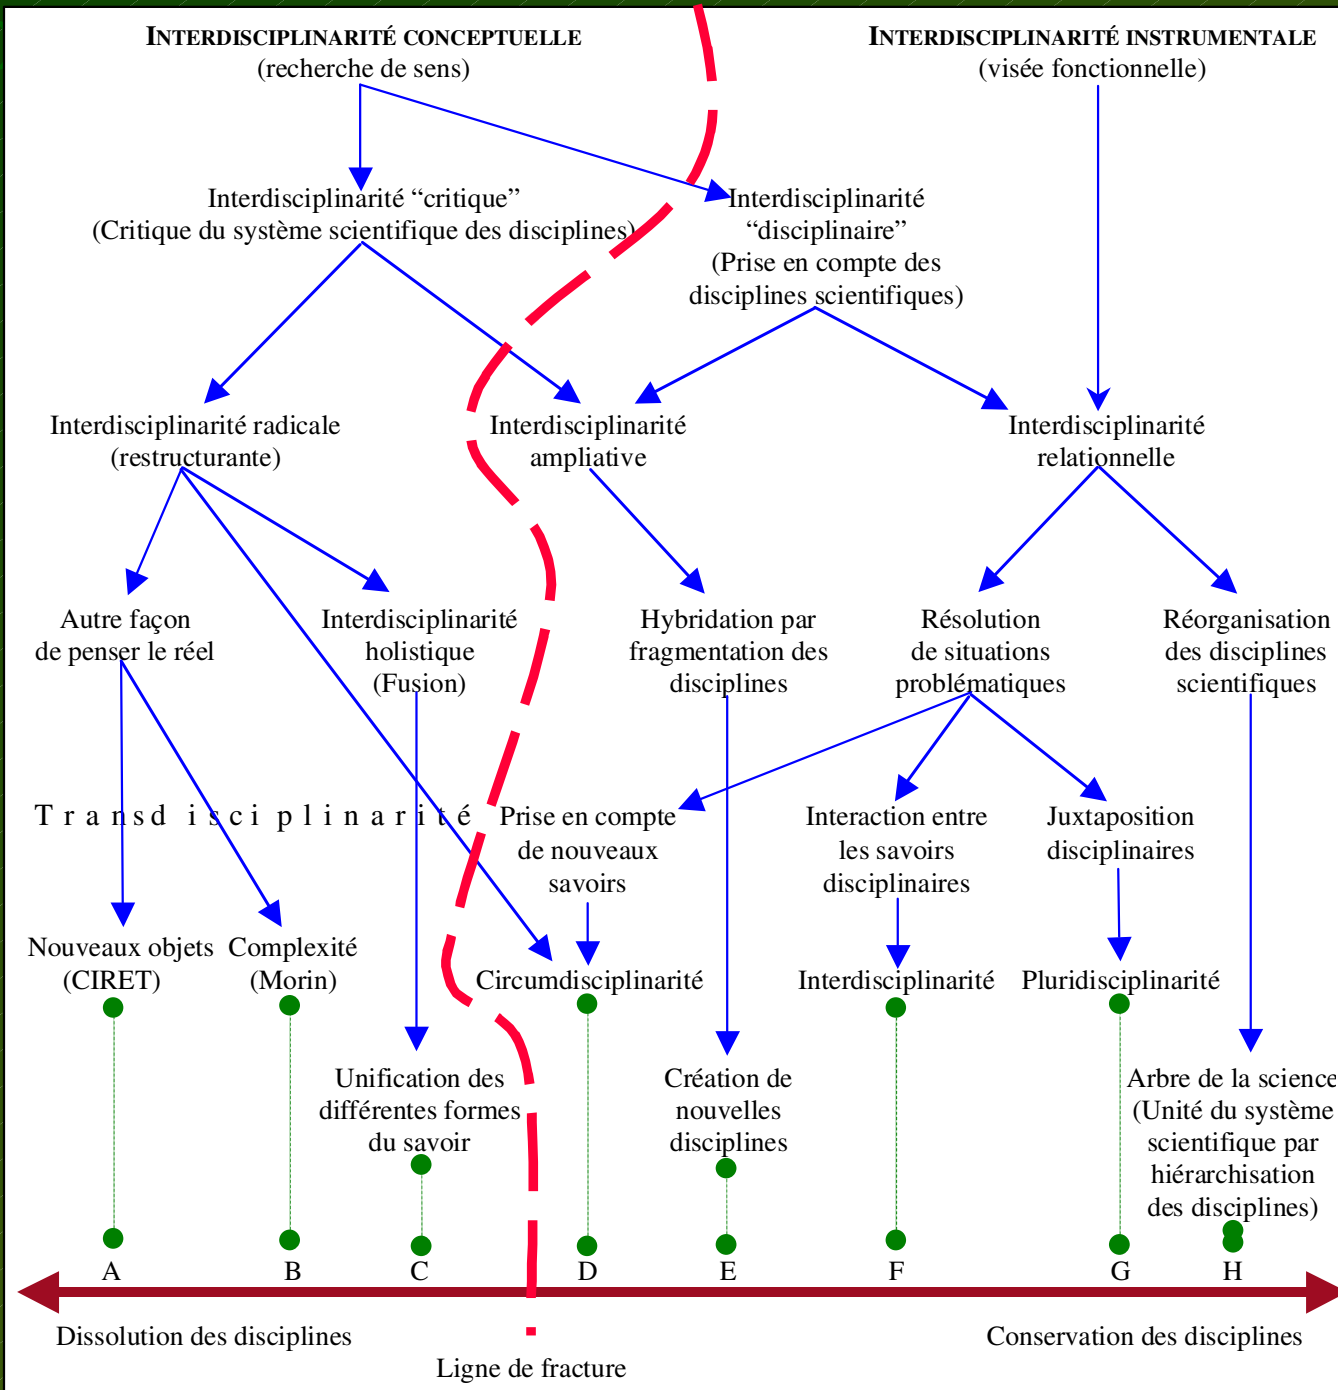 INTERDISCIPLINARITÉ CONCEPTUELLE
(recherche de sens)
INTERDISCIPLINARITÉ INSTRUMENTALE
(visée fonctionnelle)
Interdisciplinarité “critique”
(Critique du système scientifique des disciplines)
Interdisciplinarité
“disciplinaire”
(Prise en compte des
disciplines scientifiques)
Interdisciplinarité radicale
(restructurante)
Interdisciplinarité
ampliative
Interdisciplinarité
relationnelle
Autre façon
de penser le réel
Interdisciplinarité
holistique
(Fusion)
Hybridation par
fragmentation des
disciplines
Résolution
de situations
problématiques
Réorganisation
des disciplines
scientifiques
Transdisciplinarité
Prise en compte
de nouveaux
savoirs
Interaction entre
les savoirs
disciplinaires
Juxtaposition
disciplinaires
Nouveaux objets
(CIRET)
Complexité
(Morin)
Circumdisciplinarité
Interdisciplinarité
Pluridisciplinarité
Unification des
différentes formes
du savoir
Création de
nouvelles
disciplines
Arbre de la science
(Unité du système
scientifique par
hiérarchisation
des disciplines)
A
B
C
D
E
F
G
H
Dissolution des disciplines
Conservation des disciplines
Ligne de fracture